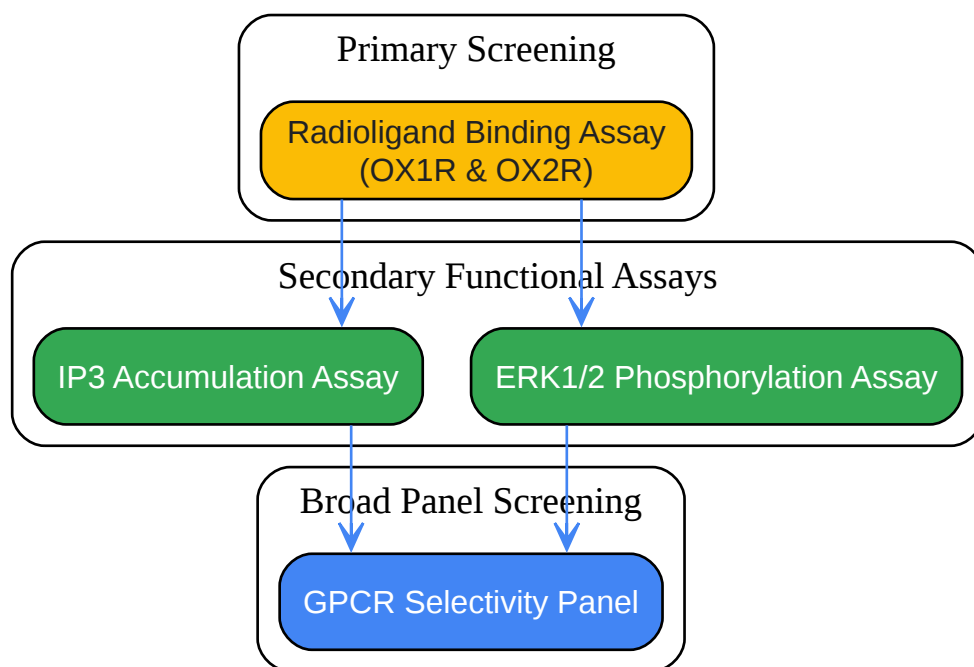 Primary Screening
Radioligand Binding Assay
(OX1R & OX2R)
Secondary Functional Assays
IP3 Accumulation Assay
ERK1/2 Phosphorylation Assay
Broad Panel Screening
GPCR Selectivity Panel